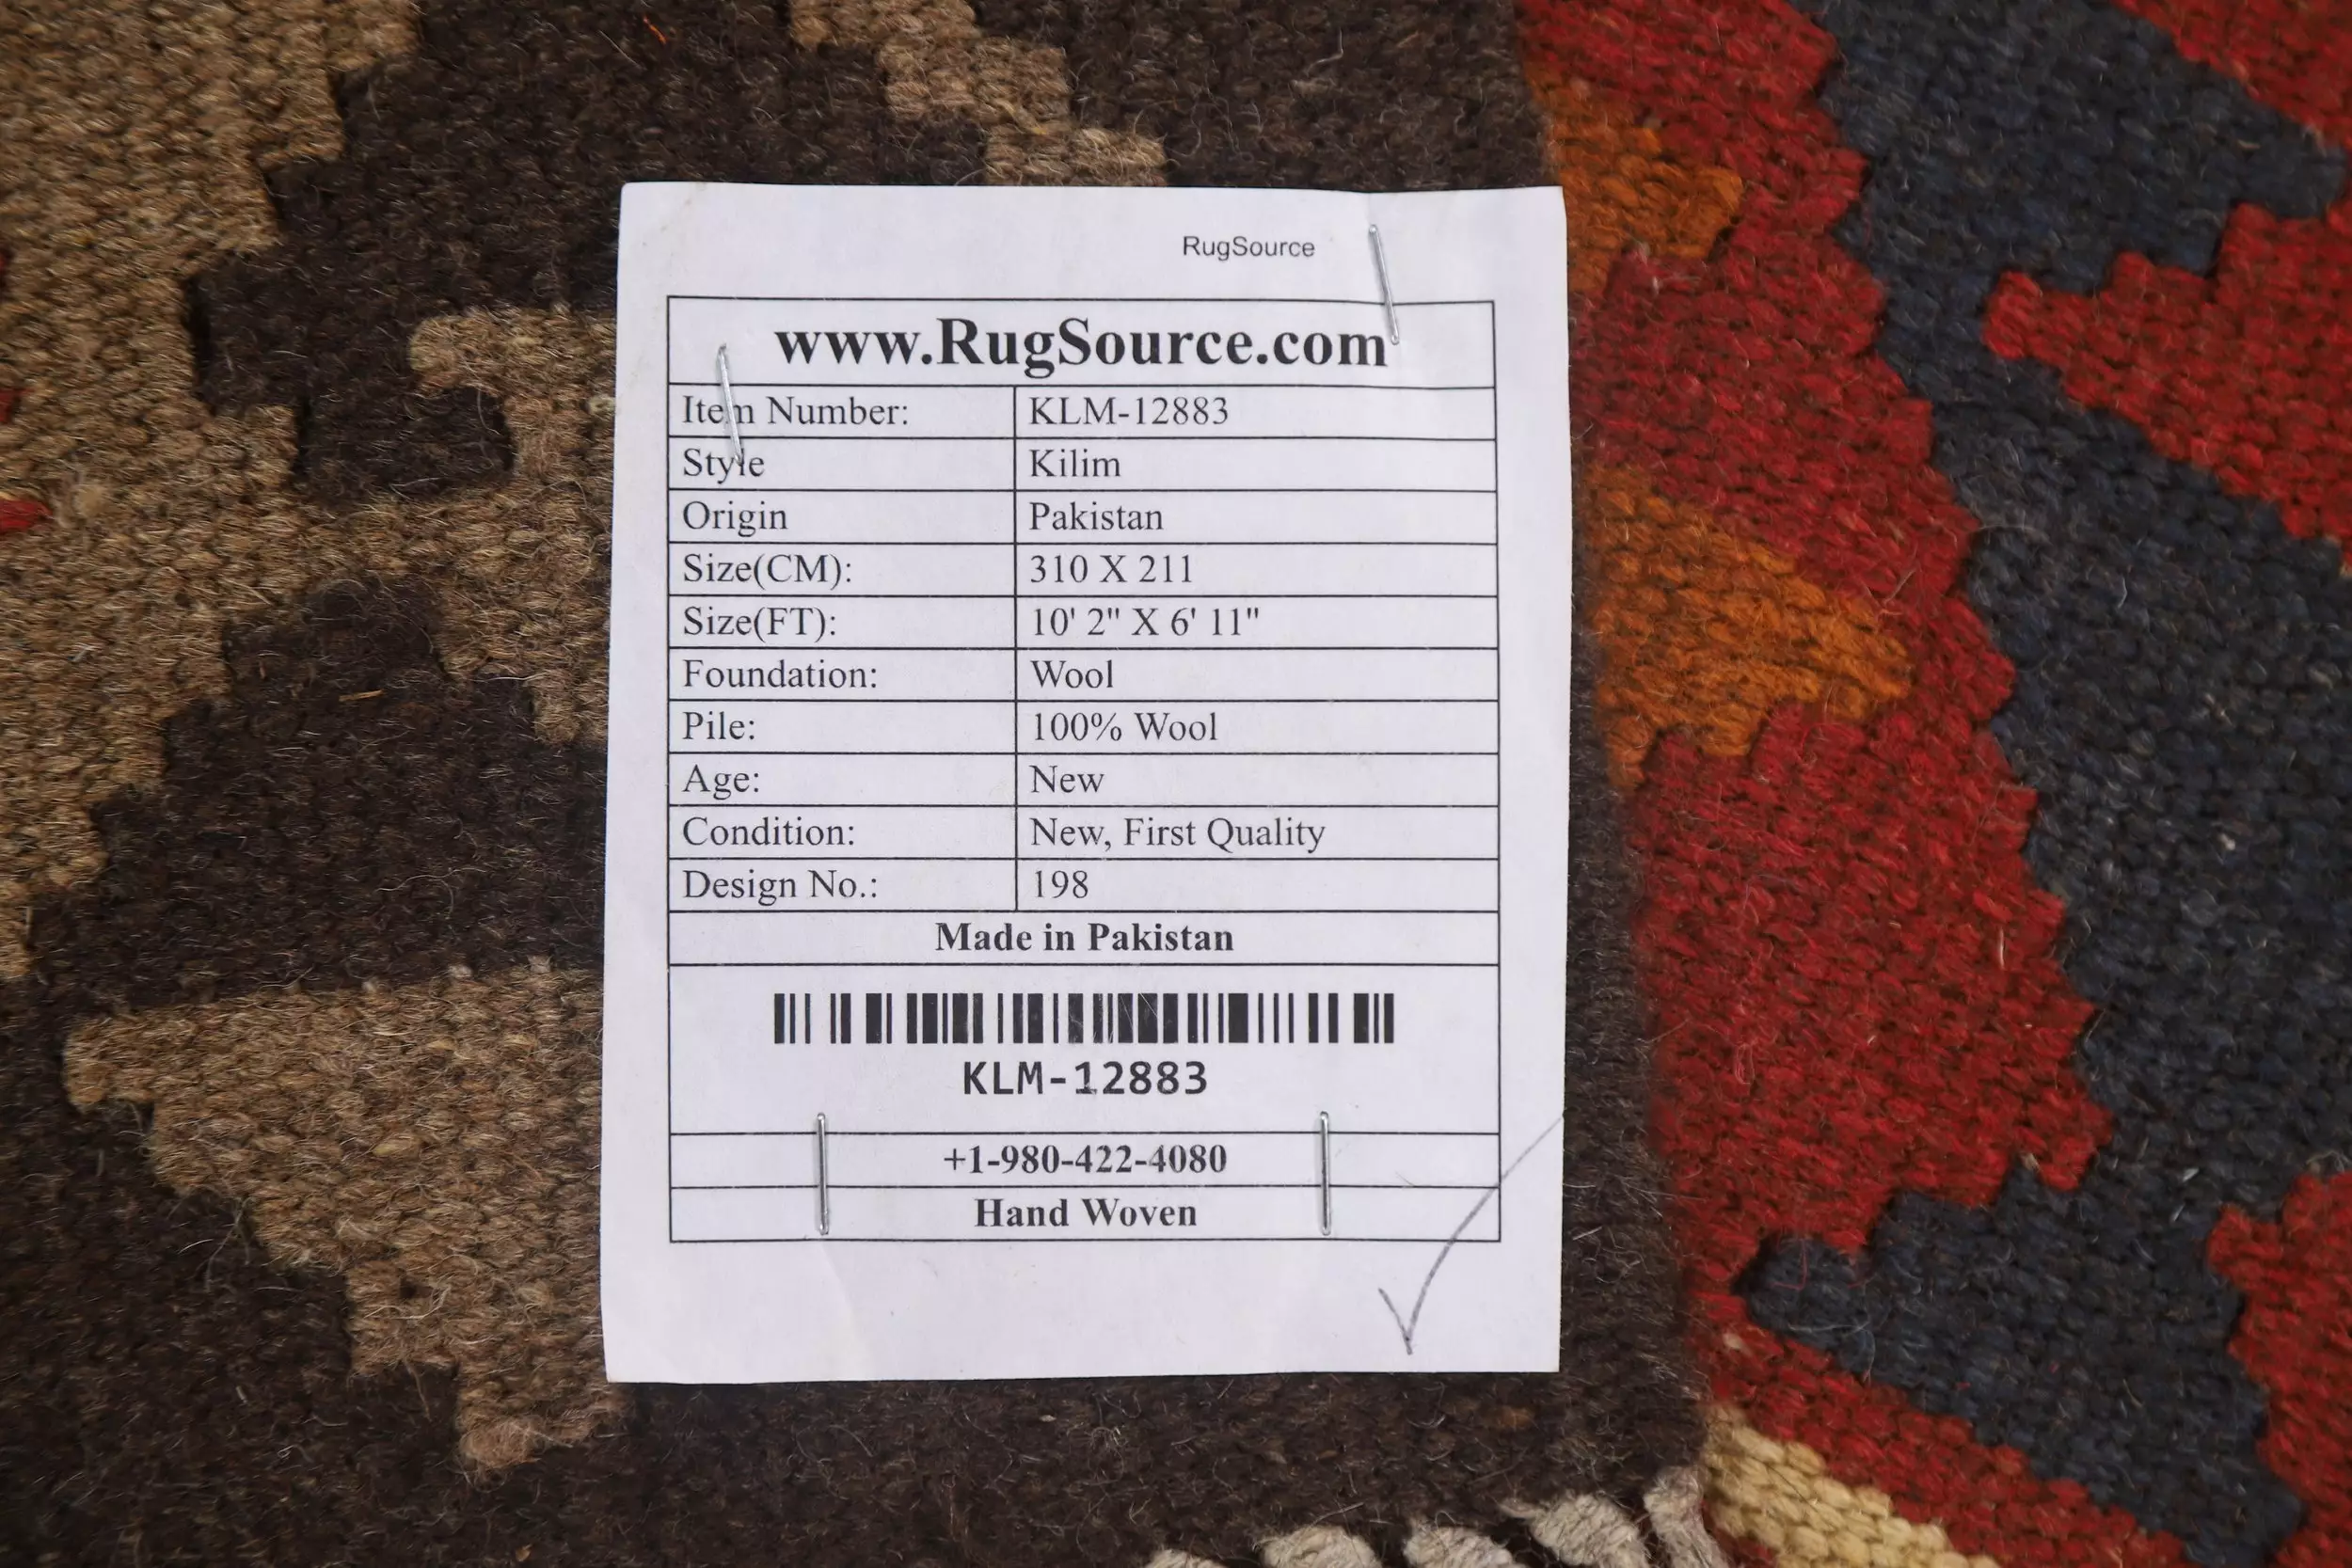 RugSource
www.RugSource.com
Item Number: KLM-12883
Style Kilim
Origin Pakistan
Size(CM): 310 X 211
Size(FT): 10' 2" X 6' 11"
Foundation: Wool
Pile: 100% Wool
Age: New
Condition: New, First Quality
Design No.: 198
Made in Pakistan
KLM-12883
+1-980-422-4080
Hand Woven